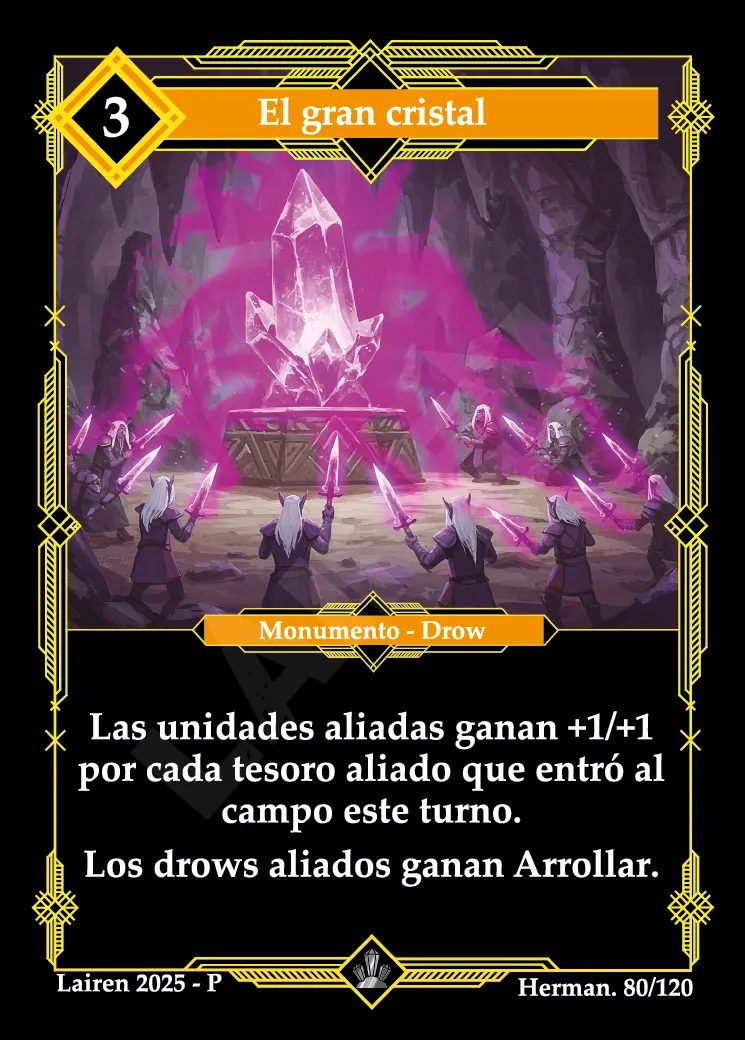 3
El gran cristal
Monumento - Drow
Las unidades aliadas ganan +1/+1
por cada tesoro aliado que entró al
campo este turno.
Los drows aliados ganan Arrollar.
Lairen 2025 - P
Herman. 80/120